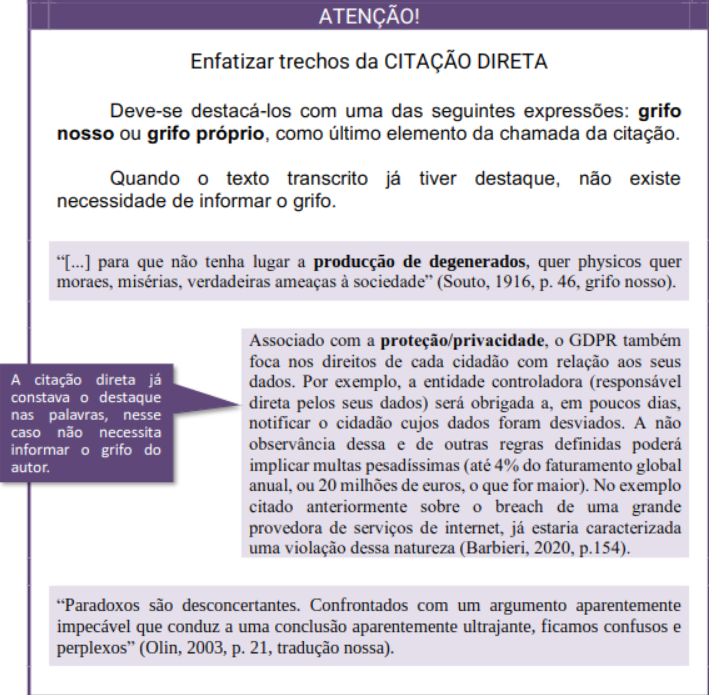 ATENÇÃO!
Enfatizar trechos da CITAÇÃO DIRETA
Deve-se destacá-los com uma das seguintes expressões: grifo
nosso ou grifo próprio, como último elemento da chamada da citação.
Quando o texto transcrito já tiver destaque, não existe
necessidade de informar o grifo.
“[...] para que não tenha lugar a producção de degenerados, quer physicos quer
moraes, misérias, verdadeiras ameaças à sociedade” (Souto, 1916, p. 46, grifo nosso).
A citação direta já
constava o destaque
nas palavras, nesse
caso não necessita
informar o grifo do
autor.
Associado com a proteção/privacidade, o GDPR também
foca nos direitos de cada cidadão com relação aos seus
dados. Por exemplo, a entidade controladora (responsável
direta pelos seus dados) será obrigada a, em poucos dias,
notificar o cidadão cujos dados foram desviados. A não
observância dessa e de outras regras definidas poderá
implicar multas pesadíssimas (até 4% do faturamento global
anual, ou 20 milhões de euros, o que for maior). No exemplo
citado anteriormente sobre o breach de uma grande
provedora de serviços de internet, já estaria caracterizada
uma violação dessa natureza (Barbieri, 2020, p.154).
“Paradoxos são desconcertantes. Confrontados com um argumento aparentemente
impecável que conduz a uma conclusão aparentemente ultrajante, ficamos confusos e
perplexos” (Olin, 2003, p. 21, tradução nossa).